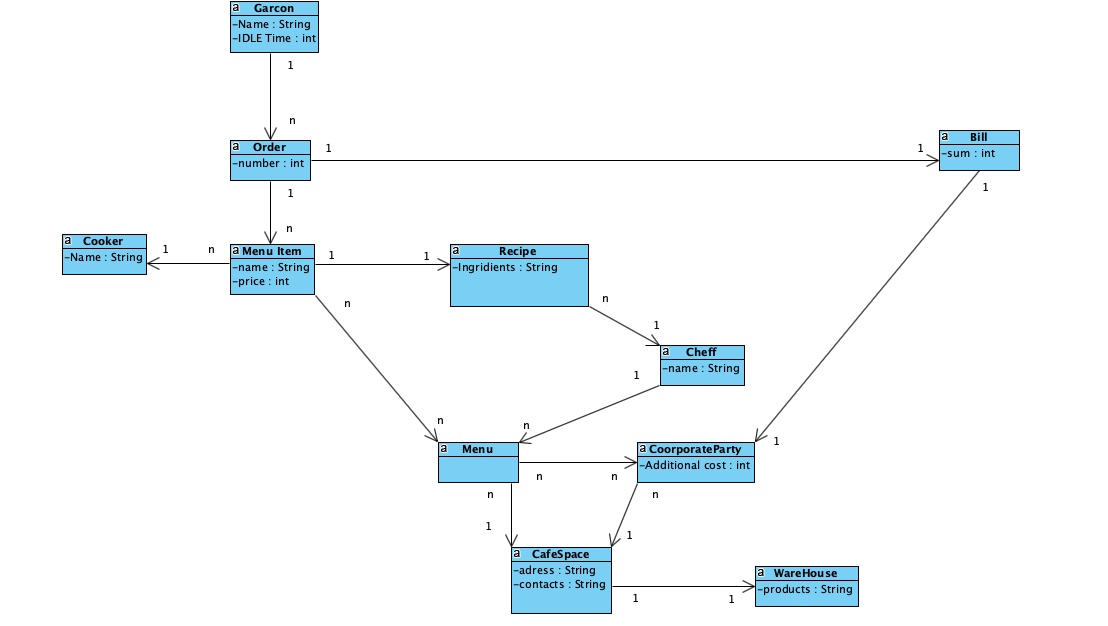 a Garcon
-Name : String
-IDLE Time : int
1
n
a Order
-number : int
1
1
a Bill
-sum : int
1
1
n
a Cooker
-Name : String
1
n
a Menu Item
-name : String
-price : int
1
1
a Recipe
-Ingridients : String
n
n
1
a Cheff
-name : String
1
n
n
a Menu
a CoorporateParty
-Additional cost : int
1
n
n
n
n
1
1
a CafeSpace
-adress : String
-contacts : String
1
1
a WareHouse
-products : String